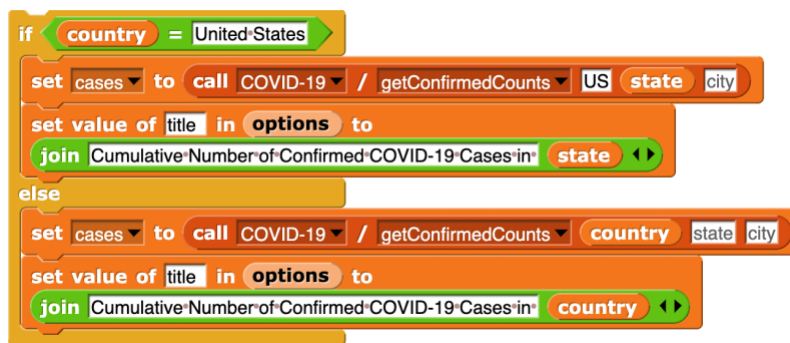 if country = United States
set cases to call COVID-19 / getConfirmedCounts US state city
set value of title in options to
join Cumulative Number of Confirmed COVID-19 Cases in state
else
set cases to call COVID-19 / getConfirmedCounts country state city
set value of title in options to
join Cumulative Number of Confirmed COVID-19 Cases in country